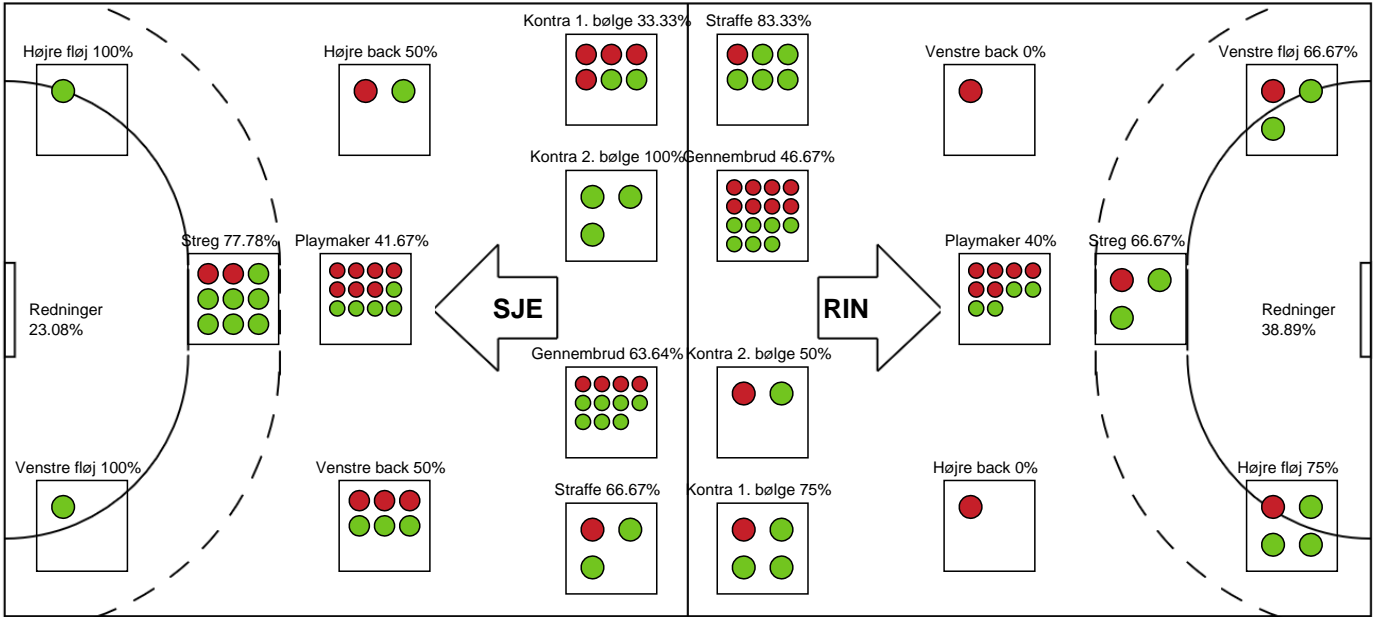 Kontra 1. bølge 33.33%
Straffe 83.33%
Højre fløj 100%
Højre back 50%
Venstre back 0%
Venstre fløj 66.67%
Kontra 2. bølge 100%
Gennembrud 46.67%
Streg 77.78%
Playmaker 41.67%
Playmaker 40%
Streg 66.67%
Redninger
23.08%
SJE
RIN
Redninger
38.89%
Gennembrud 63.64%
Kontra 2. bølge 50%
Venstre fløj 100%
Venstre back 50%
Straffe 66.67%
Kontra 1. bølge 75%
Højre back 0%
Højre fløj 75%